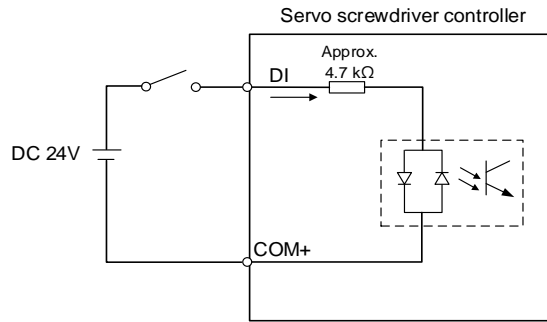 Servo screwdriver controller
Approx.
4.7 kΩ
DI
DC 24V
COM+